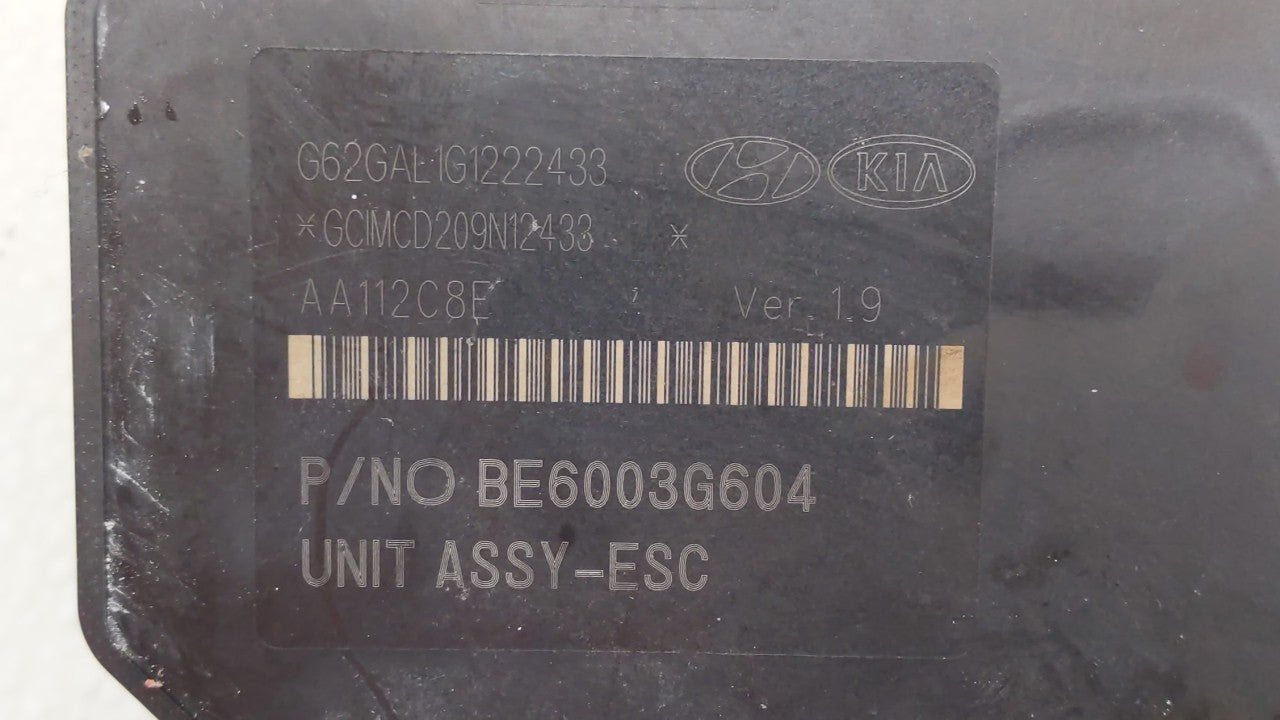 G62GAL1G1222433
KIA
*GCIMCD209N12433 *
AA112C8E Ver. 1.9
P/NO BE6003G604
UNIT ASSY-ESC